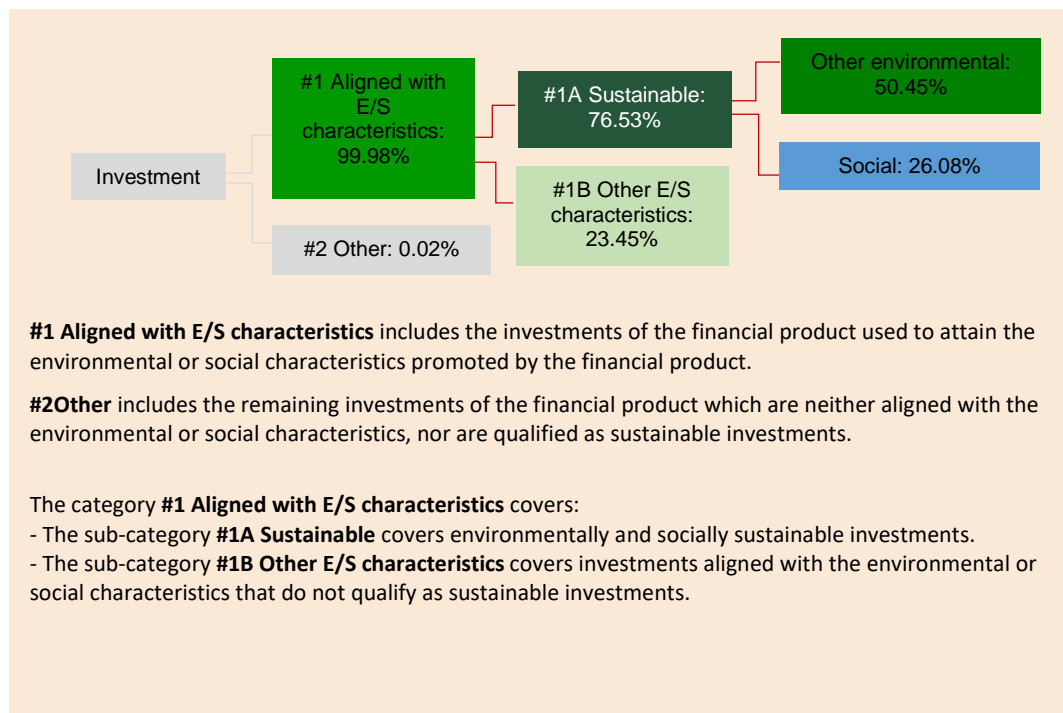 Investment
#1 Aligned with
E/S
characteristics:
99.98%
#2 Other: 0.02%
#1A Sustainable:
76.53%
#1B Other E/S
characteristics:
23.45%
Other environmental:
50.45%
Social: 26.08%
#1 Aligned with E/S characteristics includes the investments of the financial product used to attain the
environmental or social characteristics promoted by the financial product.
#2Other includes the remaining investments of the financial product which are neither aligned with the
environmental or social characteristics, nor are qualified as sustainable investments.
The category #1 Aligned with E/S characteristics covers:
- The sub-category #1A Sustainable covers environmentally and socially sustainable investments.
- The sub-category #1B Other E/S characteristics covers investments aligned with the environmental or
social characteristics that do not qualify as sustainable investments.